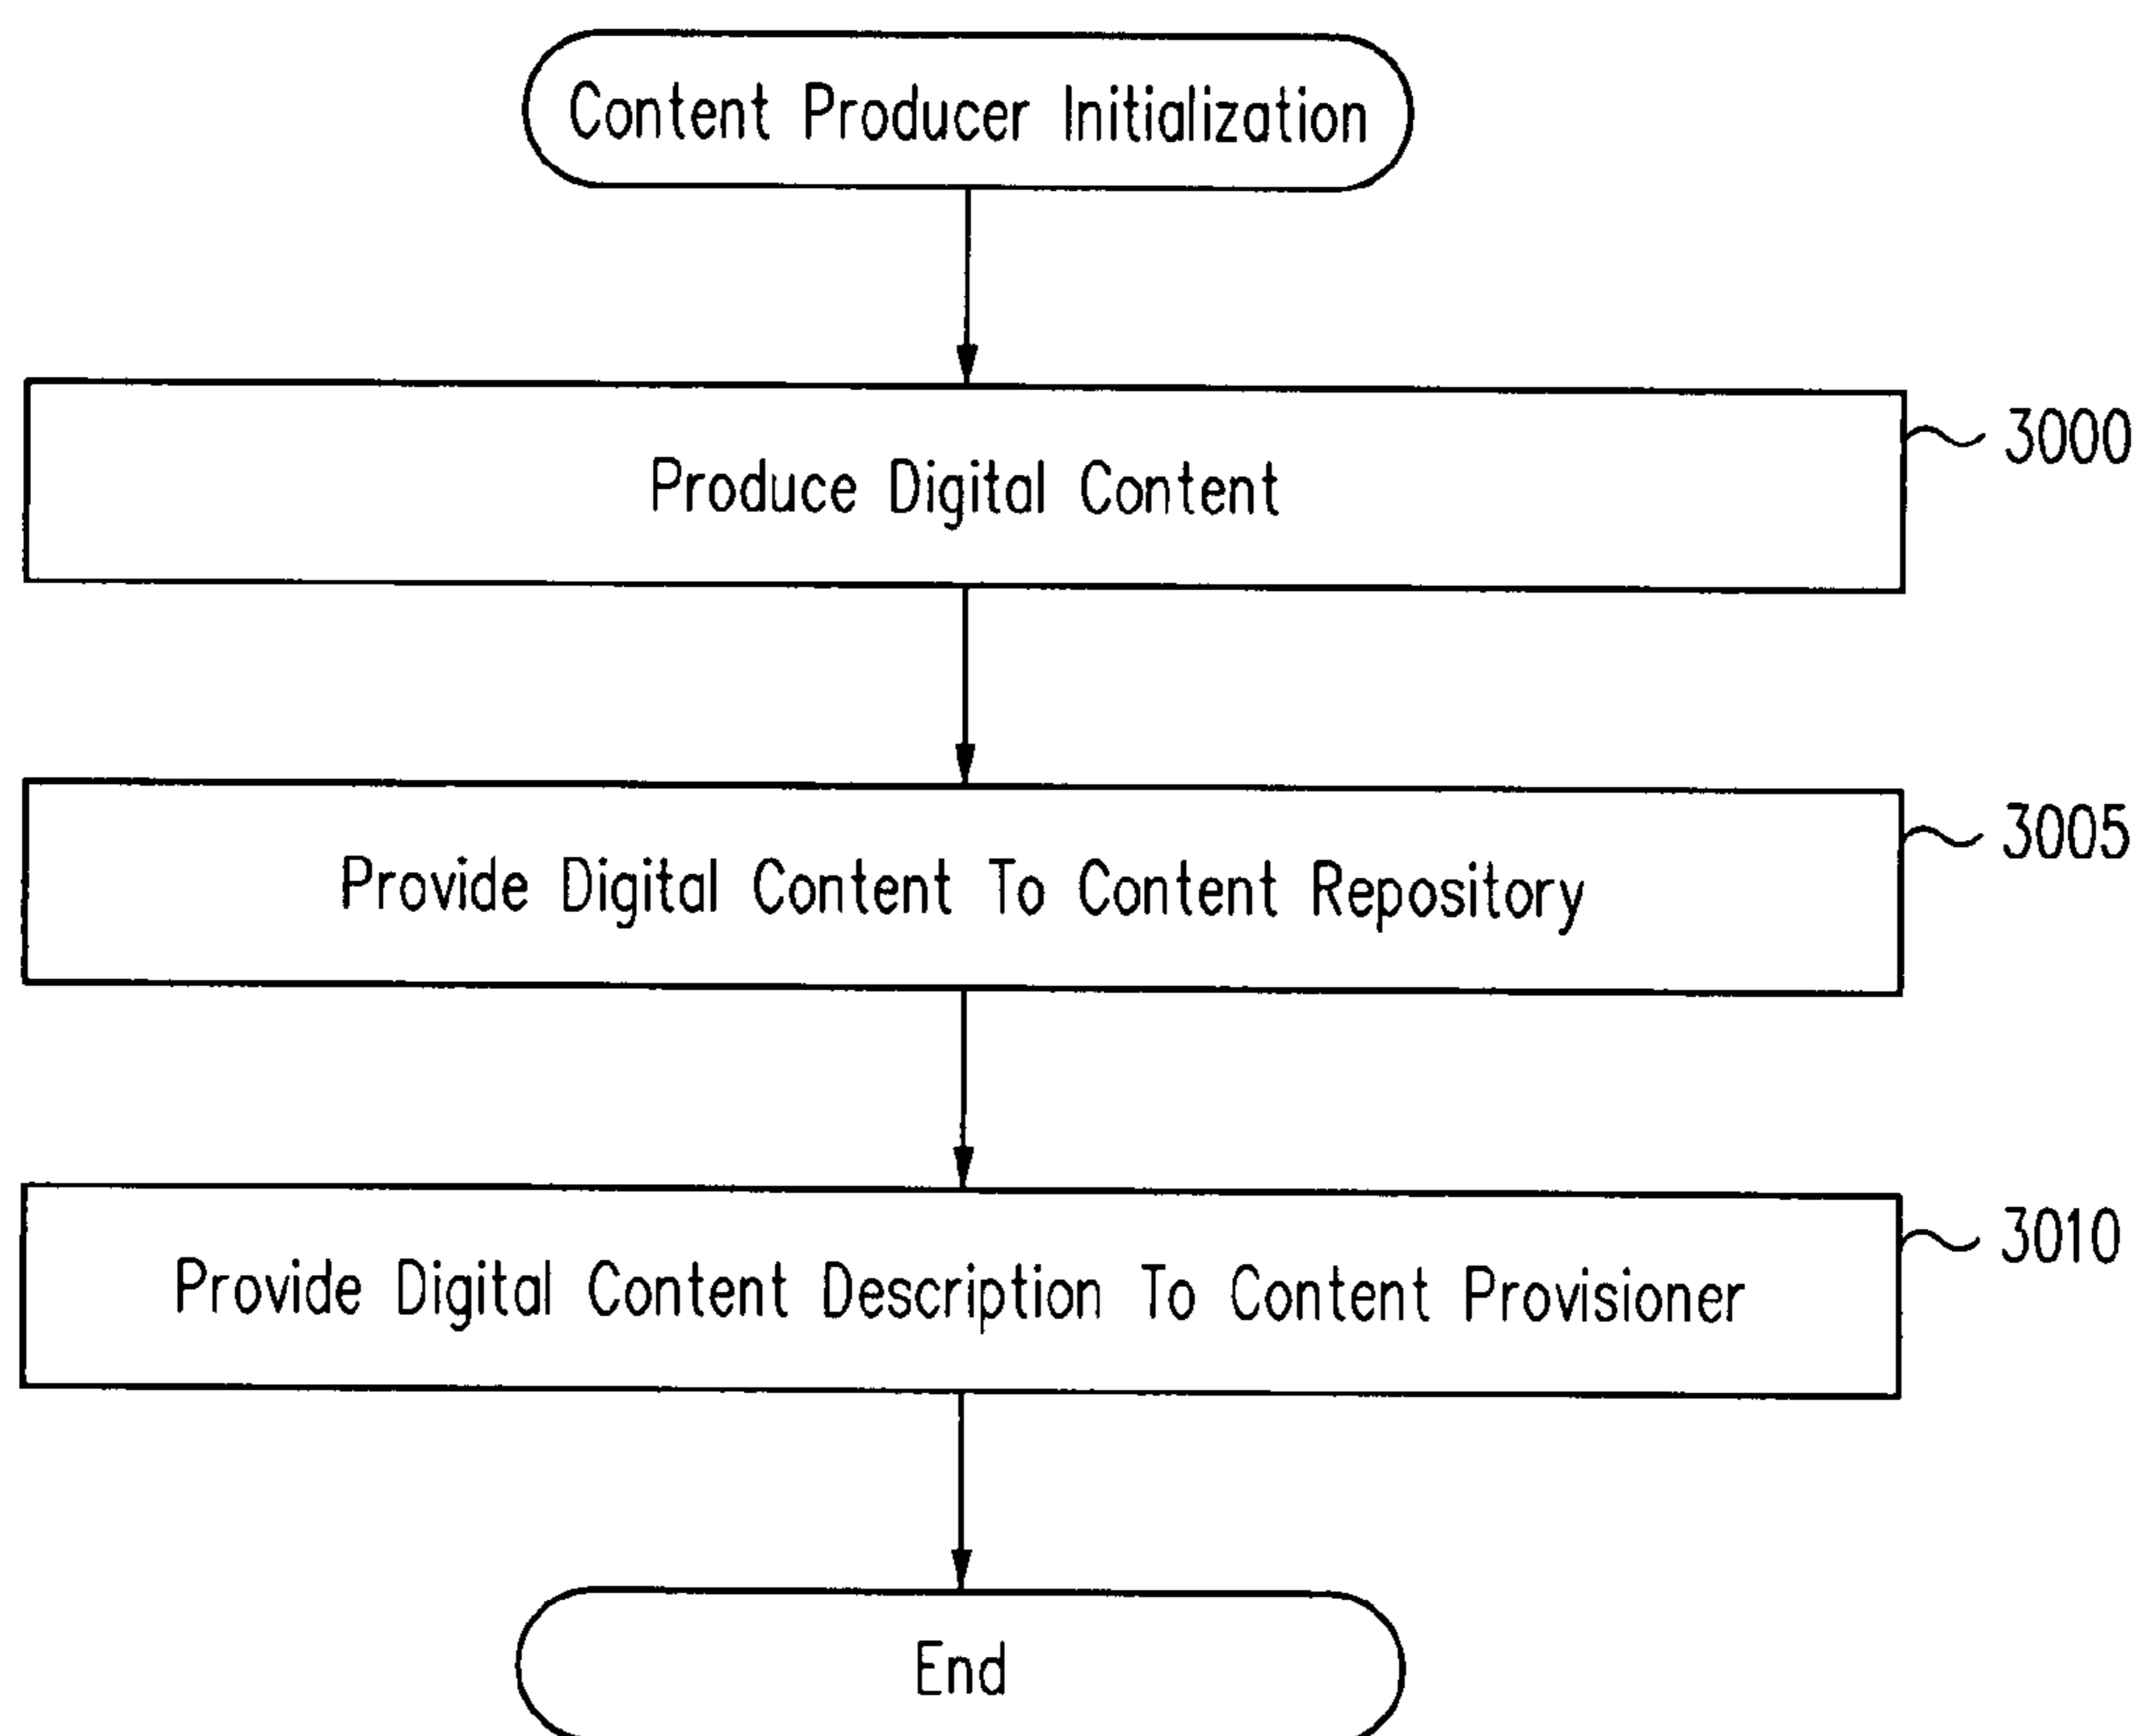 Content Producer Initialization
Produce Digital Content
3000
Provide Digital Content To Content Repository
3005
Provide Digital Content Description To Content Provisioner
3010
End